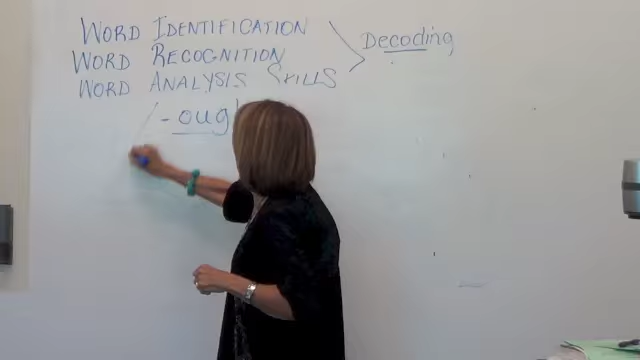 WORD IDENTIFICATION
WORD RECOGNITION
WORD ANALYSIS SKILLS
Decoding
- oug